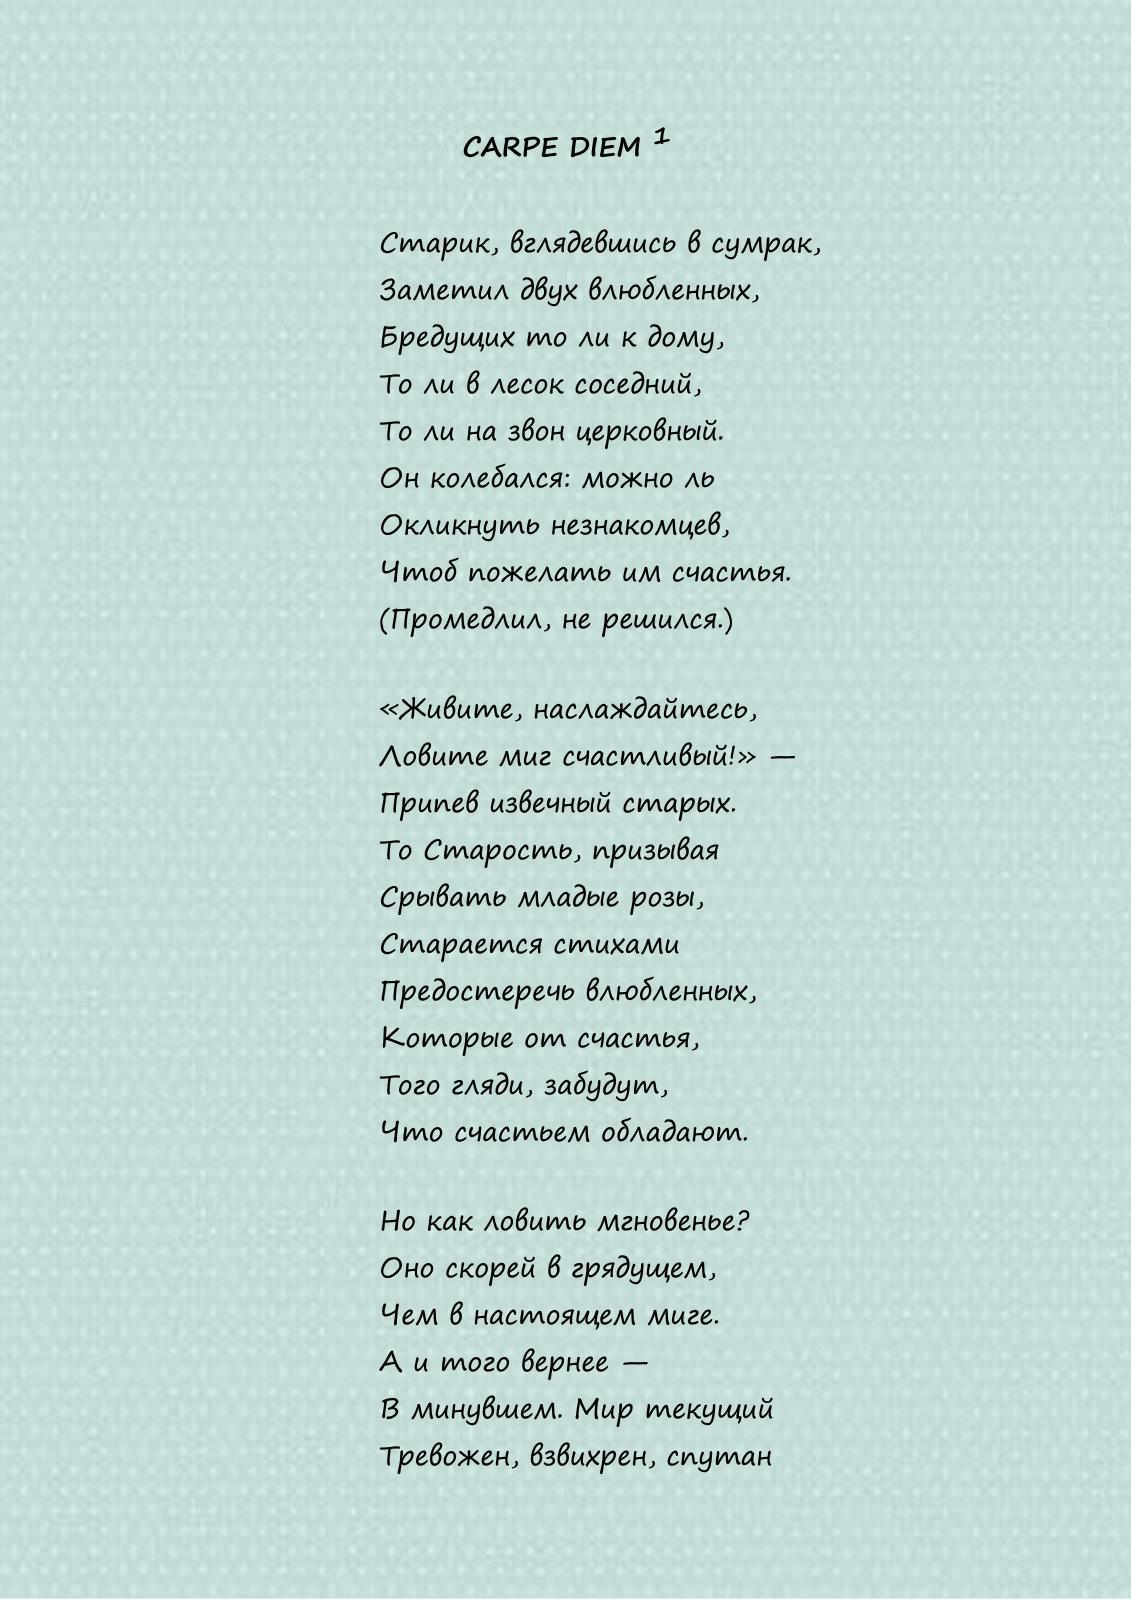 CARPE DIEM ¹
Старик, вглядевшись в сумрак,
Заметил двух влюбленных,
Бредущих то ли к дому,
То ли в лесок соседний,
То ли на звон церковный.
Он колебался: можно ль
Окликнуть незнакомцев,
Чтоб пожелать им счастья.
(Промедлил, не решился.)
«Живите, наслаждайтесь,
Ловите миг счастливый!» —
Припев извечный старых.
То Старость, призывая
Срывать младые розы,
Старается стихами
Предостеречь влюбленных,
Которые от счастья,
Того гляди, забудут,
Что счастьем обладают.
Но как ловить мгновенье?
Оно скорей в грядущем,
Чем в настоящем миге.
А и того вернее —
В минувшем. Мир текущий
Тревожен, взвихрен, спутан